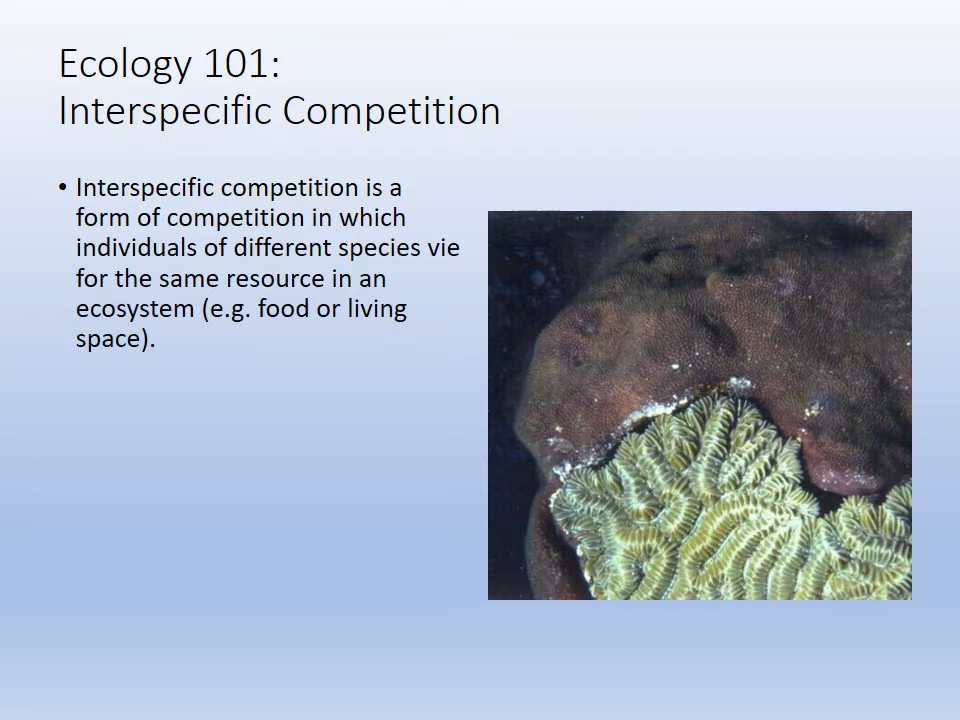 Ecology 101:
Interspecific Competition
• Interspecific competition is a
form of competition in which
individuals of different species vie
for the same resource in an
ecosystem (e.g. food or living
space).